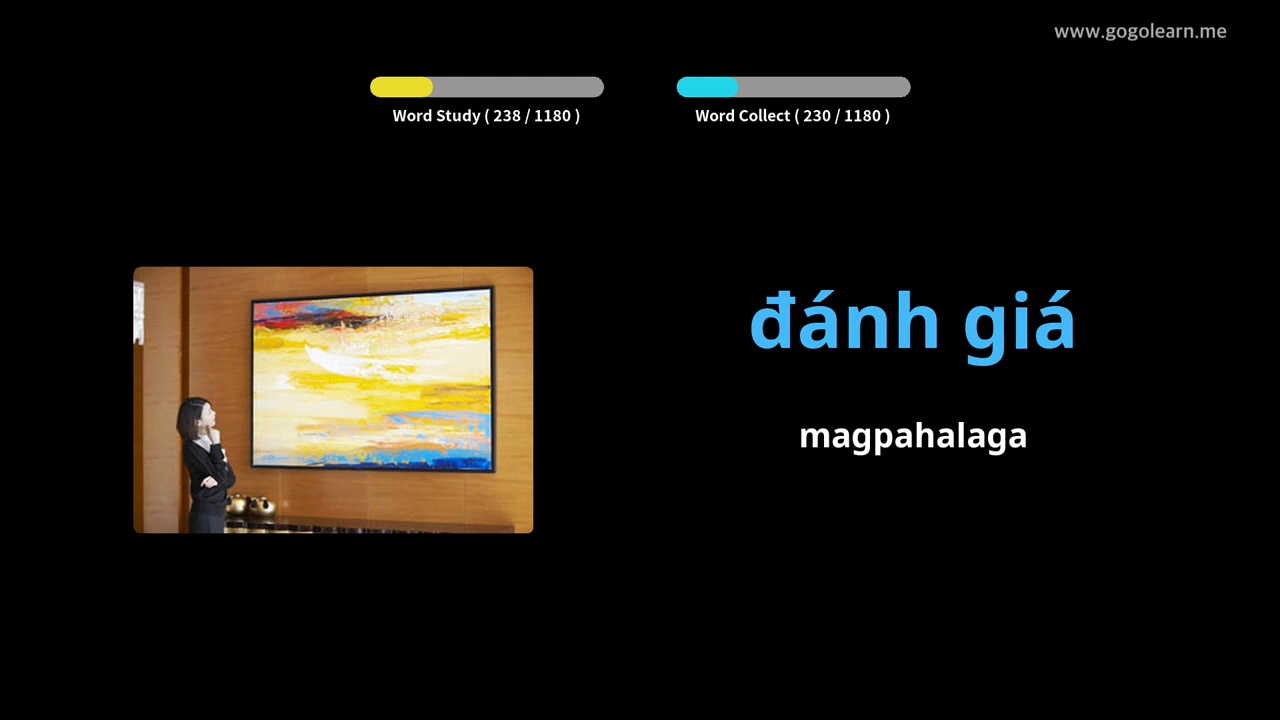 www.gogolearn.me
Word Study ( 238 / 1180 )
Word Collect ( 230 / 1180 )
đánh giá
magpahalaga